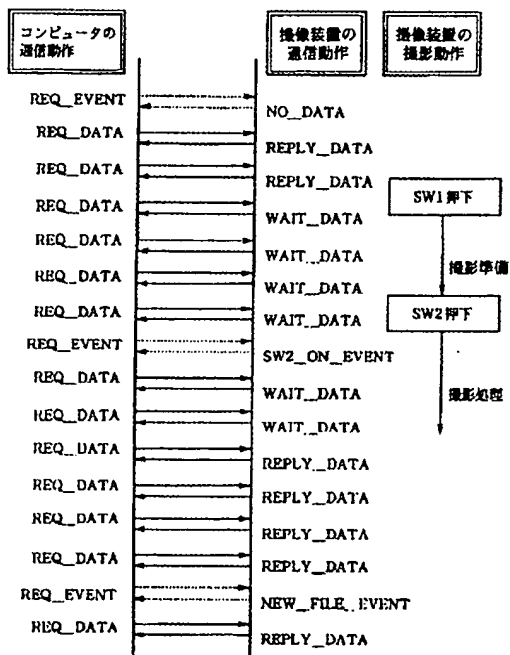 コンピュータの
通信動作
撮像装置の
通信動作
撮像装置の
撮影動作
REQ_EVENT
NO_DATA
REQ_DATA
REPLY_DATA
REQ_DATA
REPLY_DATA
SW1押下
REQ_DATA
WAIT_DATA
REQ_DATA
WAIT_DATA
撮影準備
REQ_DATA
WAIT_DATA
REQ_DATA
WAIT_DATA
SW2押下
REQ_EVENT
SW2_ON_EVENT
REQ_DATA
WAIT_DATA
撮影処理
REQ_DATA
WAIT_DATA
REQ_DATA
REPLY_DATA
REQ_DATA
REPLY_DATA
REQ_DATA
REPLY_DATA
REQ_DATA
REPLY_DATA
REQ_EVENT
NEW_FILE_EVENT
REQ_DATA
REPLY_DATA